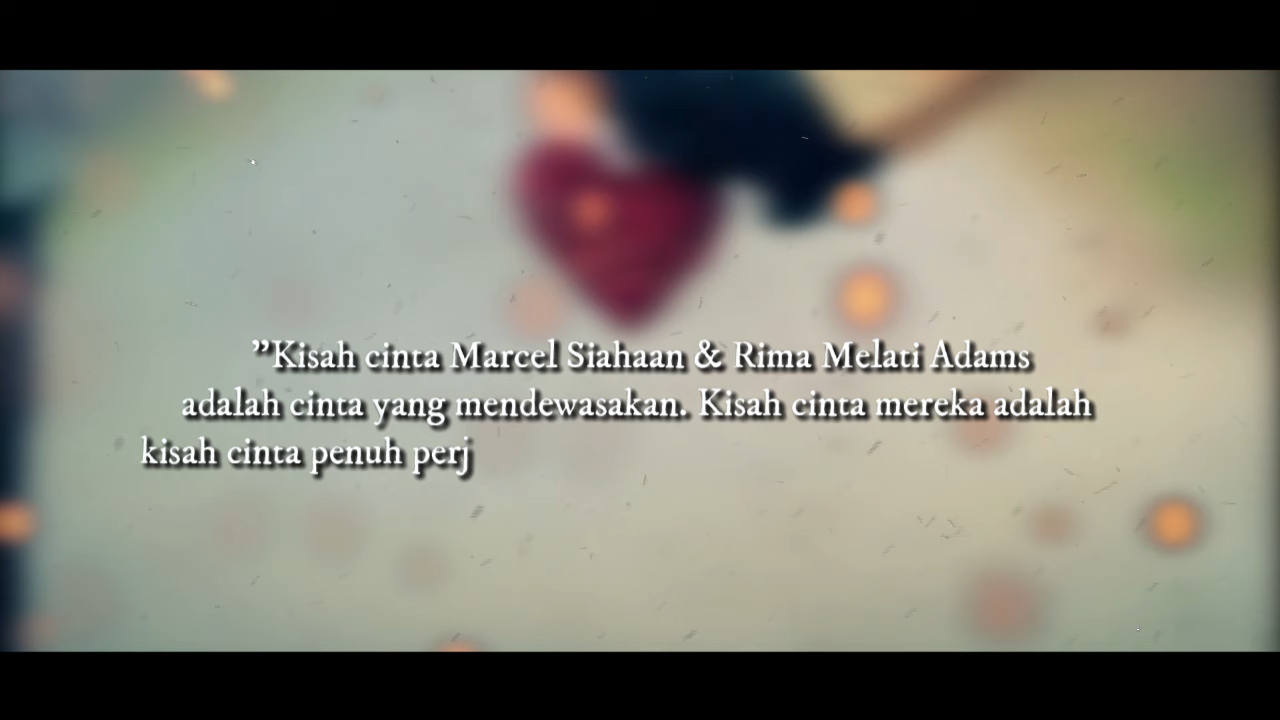 ”Kisah cinta Marcel Siahaan & Rima Melati Adams
adalah cinta yang mendewasakan. Kisah cinta mereka adalah
kisah cinta penuh perj